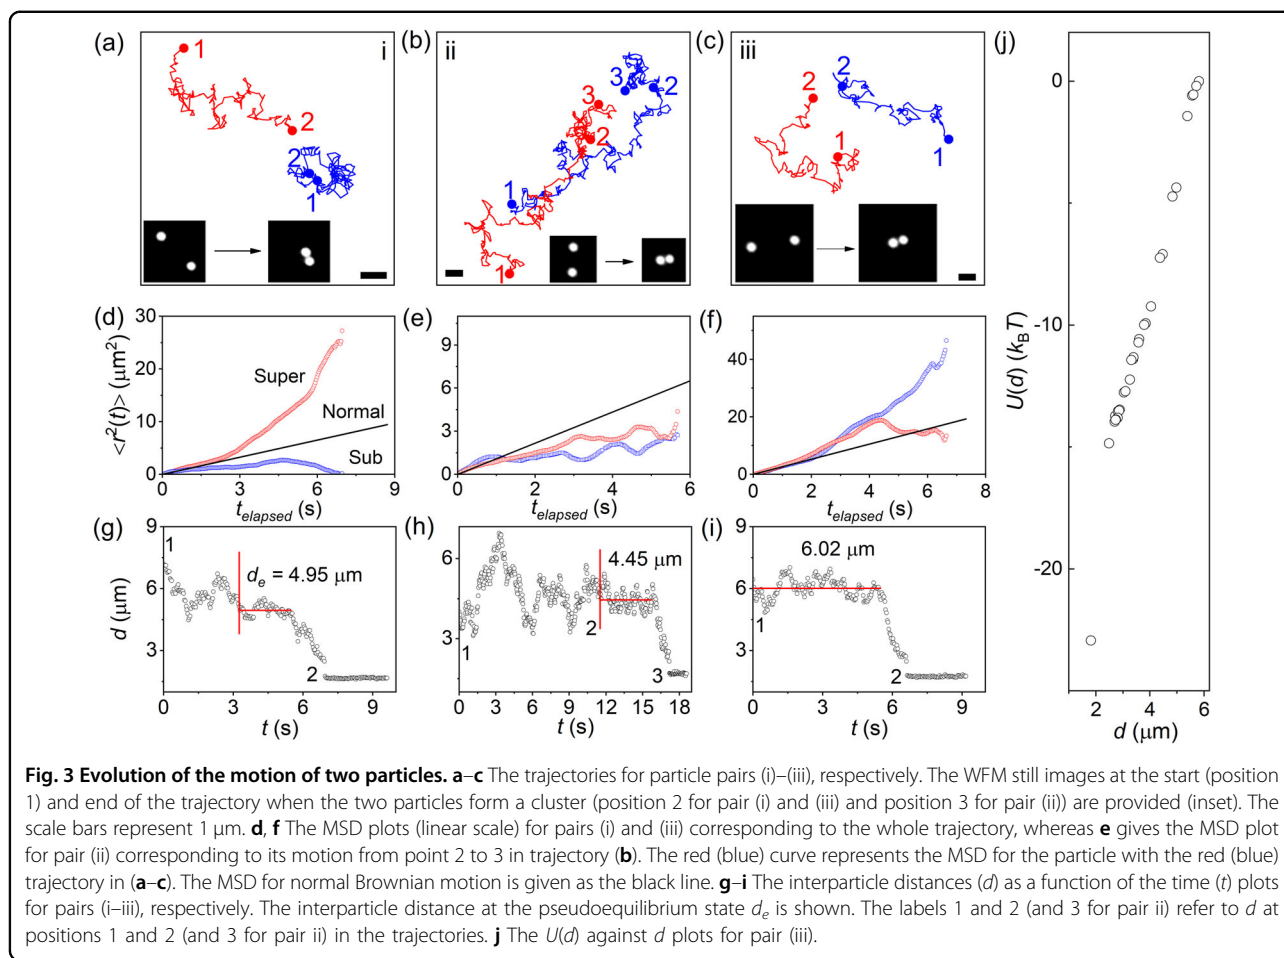 (a)
i
1
2
2
1
(b)
ii
3
2
3
2
1
1
(c)
iii
2
2
1
1
(j)
0
-10
-20
U(d) (kBT)
2
4
6
d (μm)
(d)
30
20
10
0
<r²(t)> (μm²)
Super
Normal
Sub
0
3
6
9
t_elapsed (s)
(e)
9
6
3
0
0
2
4
6
t_elapsed (s)
(f)
40
20
0
0
2
4
6
8
t_elapsed (s)
(g)
9
6
3
d (μm)
1
d_e = 4.95 μm
2
0
3
6
9
t (s)
(h)
6
3
1
4.45 μm
2
3
0
3
6
9
12
15
18
t (s)
(i)
9
6
3
6.02 μm
1
2
0
3
6
9
t (s)
Fig. 3 Evolution of the motion of two particles. a–c The trajectories for particle pairs (i)–(iii), respectively. The WFM still images at the start (position
1) and end of the trajectory when the two particles form a cluster (position 2 for pair (i) and (iii) and position 3 for pair (ii)) are provided (inset). The
scale bars represent 1 μm. d, f The MSD plots (linear scale) for pairs (i) and (iii) corresponding to the whole trajectory, whereas e gives the MSD plot
for pair (ii) corresponding to its motion from point 2 to 3 in trajectory (b). The red (blue) curve represents the MSD for the particle with the red (blue)
trajectory in (a–c). The MSD for normal Brownian motion is given as the black line. g–i The interparticle distances (d) as a function of the time (t) plots
for pairs (i–iii), respectively. The interparticle distance at the pseudoequilibrium state d_e is shown. The labels 1 and 2 (and 3 for pair ii) refer to d at
positions 1 and 2 (and 3 for pair ii) in the trajectories. j The U(d) against d plots for pair (iii).